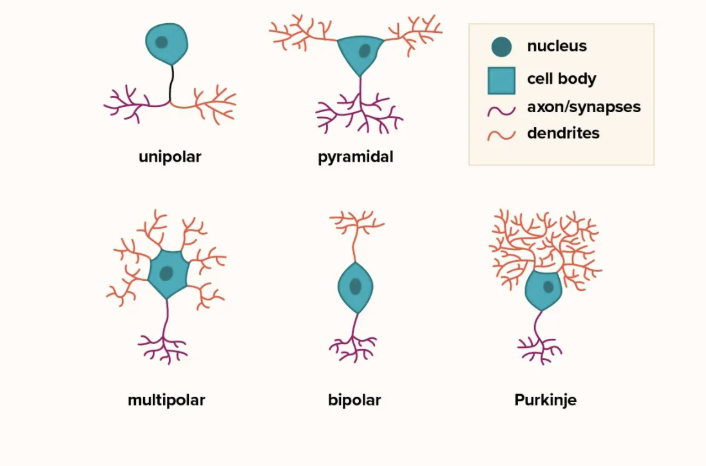 nucleus
cell body
axon/synapses
dendrites
unipolar
pyramidal
multipolar
bipolar
Purkinje